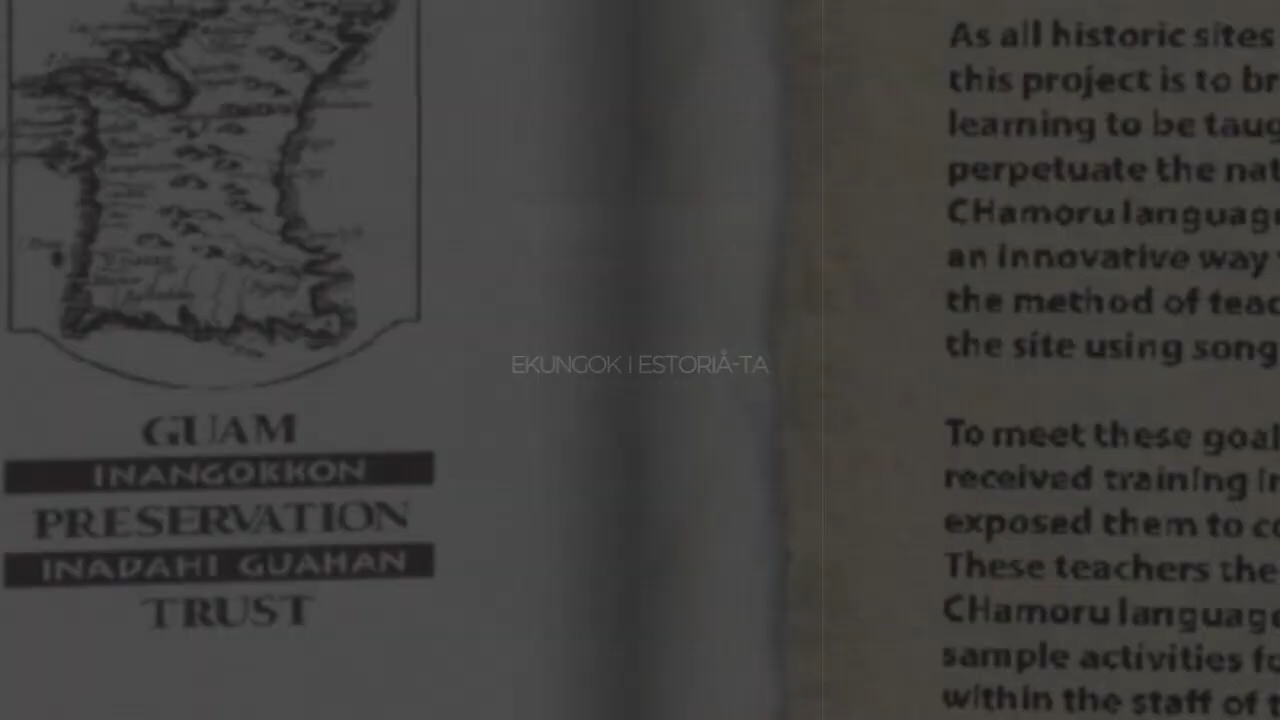 GUAM
INANGOKKON
PRESERVATION
INADAHI GUAHAN
TRUST
EKUNGOK I ESTORIÅ-TA
As all historic sites
this project is to br
learning to be taug
perpetuate the nat
CHamoru languag
an innovative way
the method of teac
the site using song
To meet these goal
received training in
exposed them to co
These teachers the
CHamoru language
sample activities fo
within the staff of t